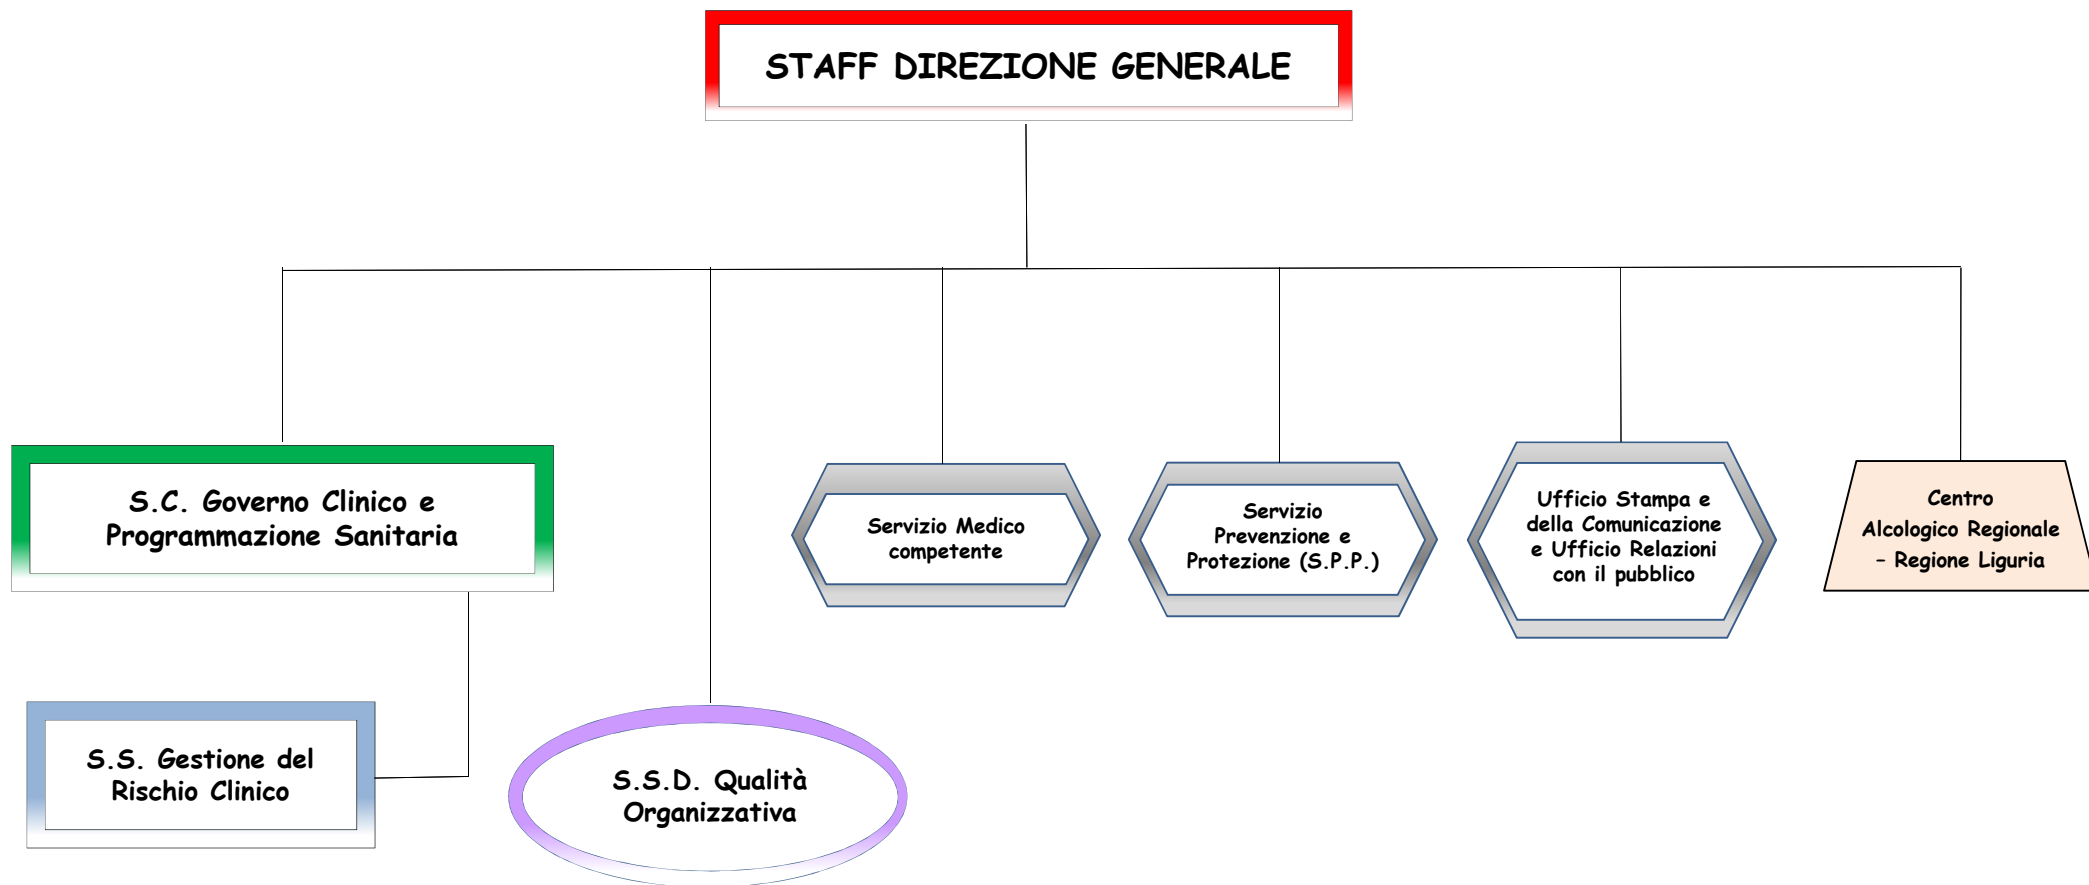 STAFF DIREZIONE GENERALE
S.C. Governo Clinico e
Programmazione Sanitaria
Servizio Medico
competente
Servizio
Prevenzione e
Protezione (S.P.P.)
Ufficio Stampa e
della Comunicazione
e Ufficio Relazioni
con il pubblico
Centro
Alcologico Regionale
– Regione Liguria
S.S. Gestione del
Rischio Clinico
S.S.D. Qualità
Organizzativa